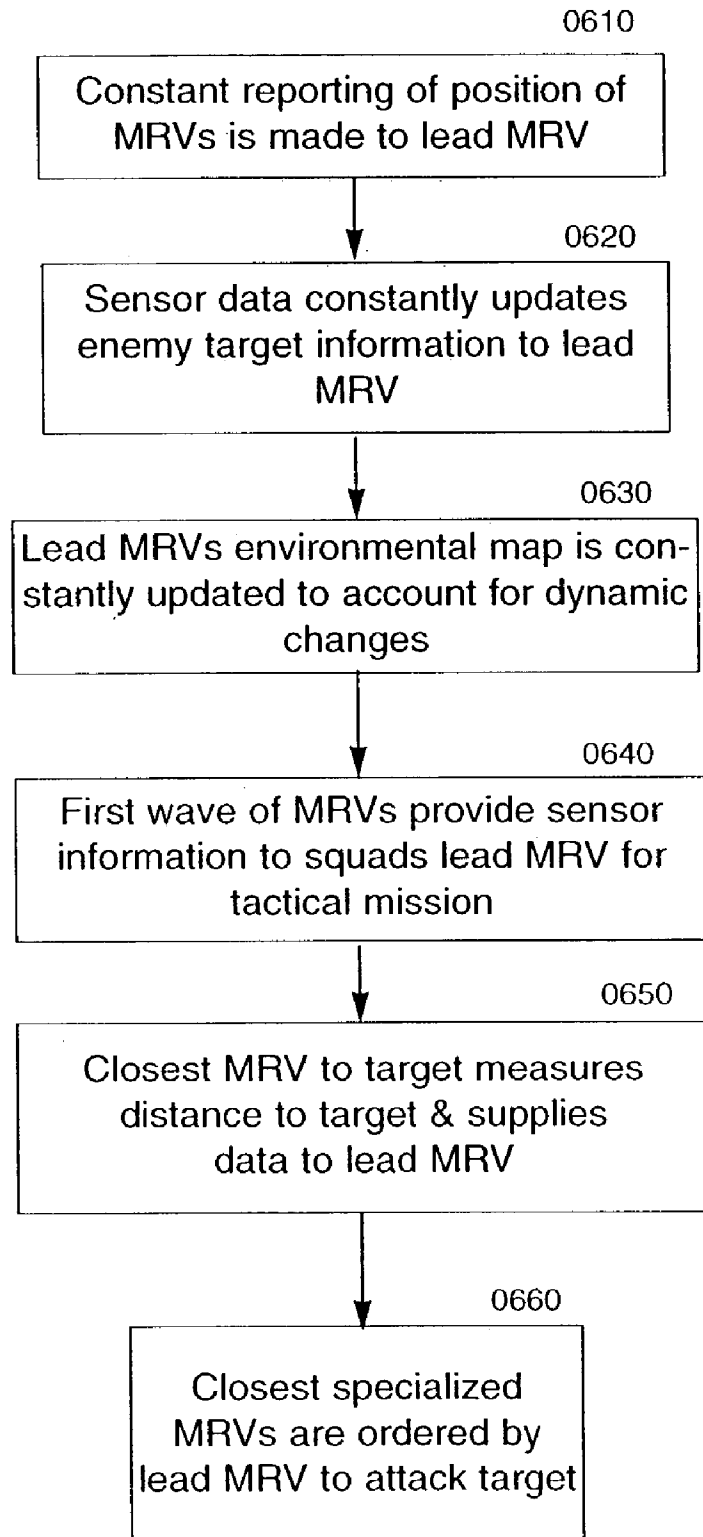 0610
Constant reporting of position of
MRVs is made to lead MRV
0620
Sensor data constantly updates
enemy target information to lead
MRV
0630
Lead MRVs environmental map is con-
stantly updated to account for dynamic
changes
0640
First wave of MRVs provide sensor
information to squads lead MRV for
tactical mission
0650
Closest MRV to target measures
distance to target & supplies
data to lead MRV
0660
Closest specialized
MRVs are ordered by
lead MRV to attack target